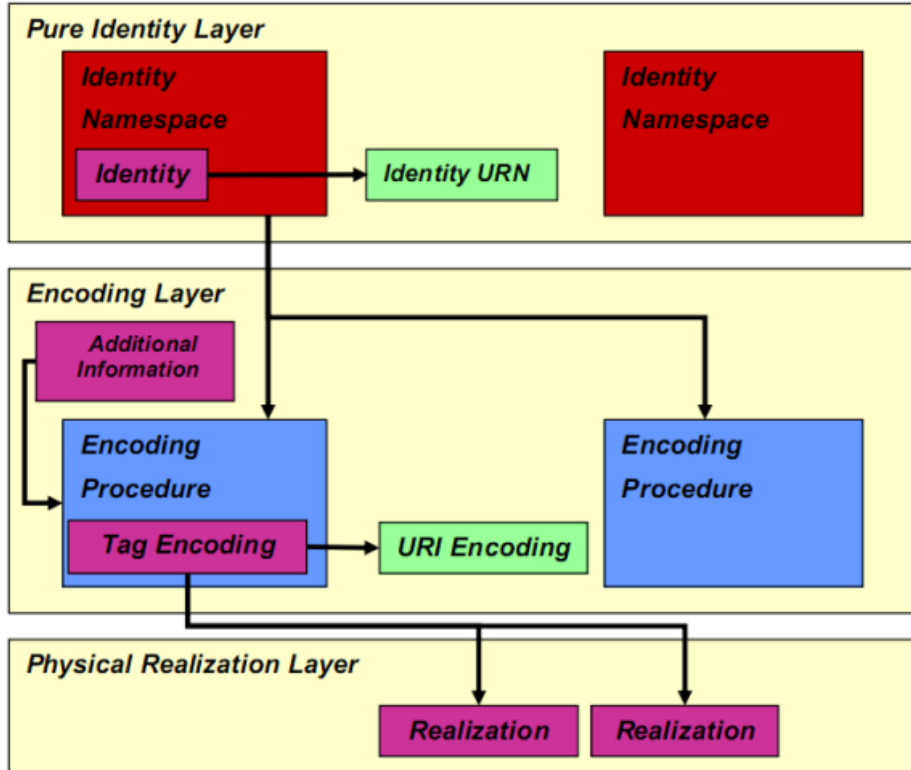 Pure Identity Layer
Identity
Namespace
Identity
Identity URN
Identity
Namespace
Encoding Layer
Additional
Information
Encoding
Procedure
Tag Encoding
URI Encoding
Encoding
Procedure
Physical Realization Layer
Realization
Realization